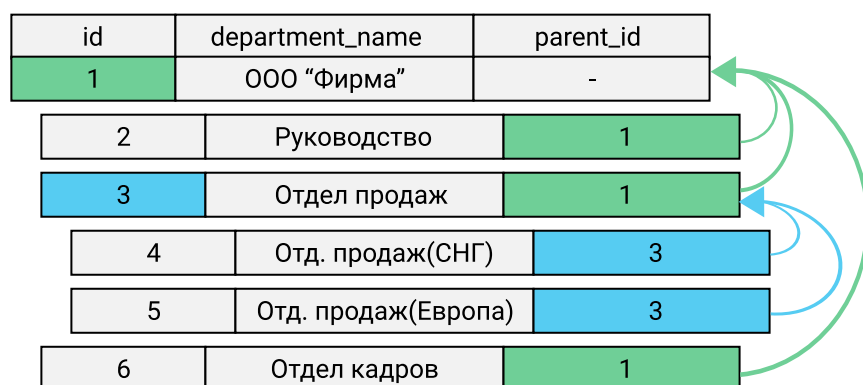 id department_name parent_id
1 ООО “Фирма” -
2 Руководство 1
3 Отдел продаж 1
4 Отд. продаж(СНГ) 3
5 Отд. продаж(Европа) 3
6 Отдел кадров 1